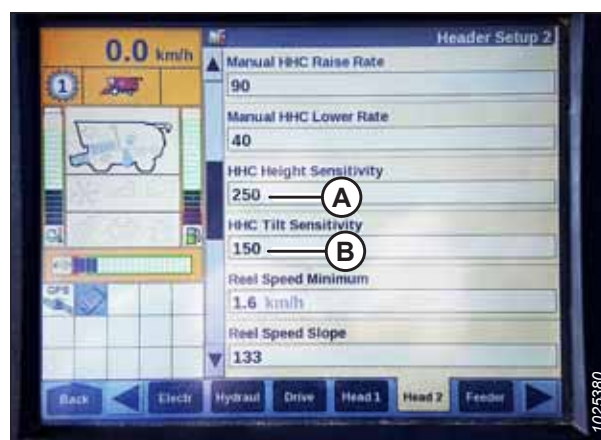 0.0 km/h
Header Setup 2
1
Manual HHC Raise Rate
90
Manual HHC Lower Rate
40
HHC Height Sensitivity
250
A
HHC Tilt Sensitivity
150
B
Reel Speed Minimum
1.6 km/h
GPS
Reel Speed Slope
133
Back Electr Hydraul Drive Head 1 Head 2 Feeder
1025380